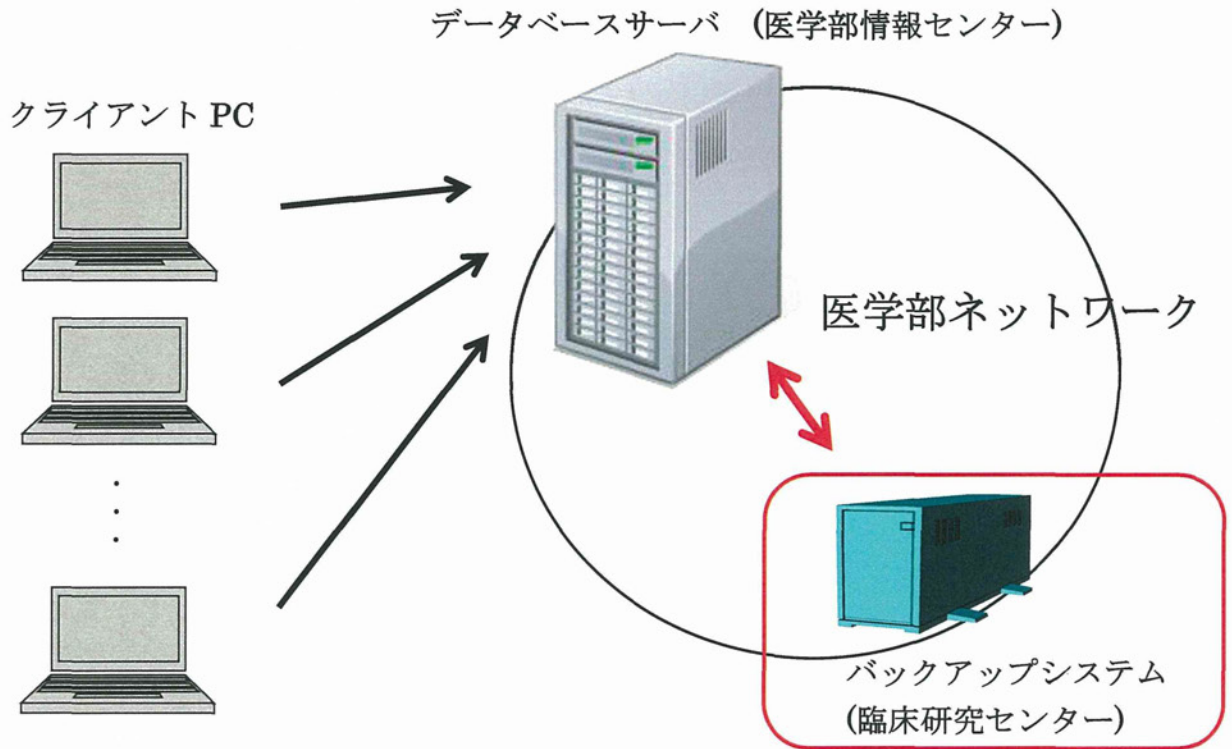 データベースサーバ (医学部情報センター)
クライアント PC
医学部ネットワーク
バックアップシステム
(臨床研究センター)